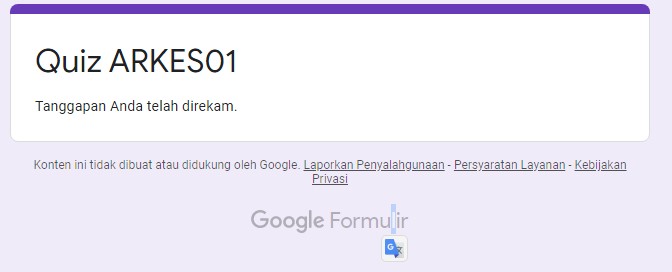 Quiz ARKES01
Tanggapan Anda telah direkam.
Konten ini tidak dibuat atau didukung oleh Google. Laporkan Penyalahgunaan - Persyaratan Layanan - Kebijakan
Privasi
Google Formulir